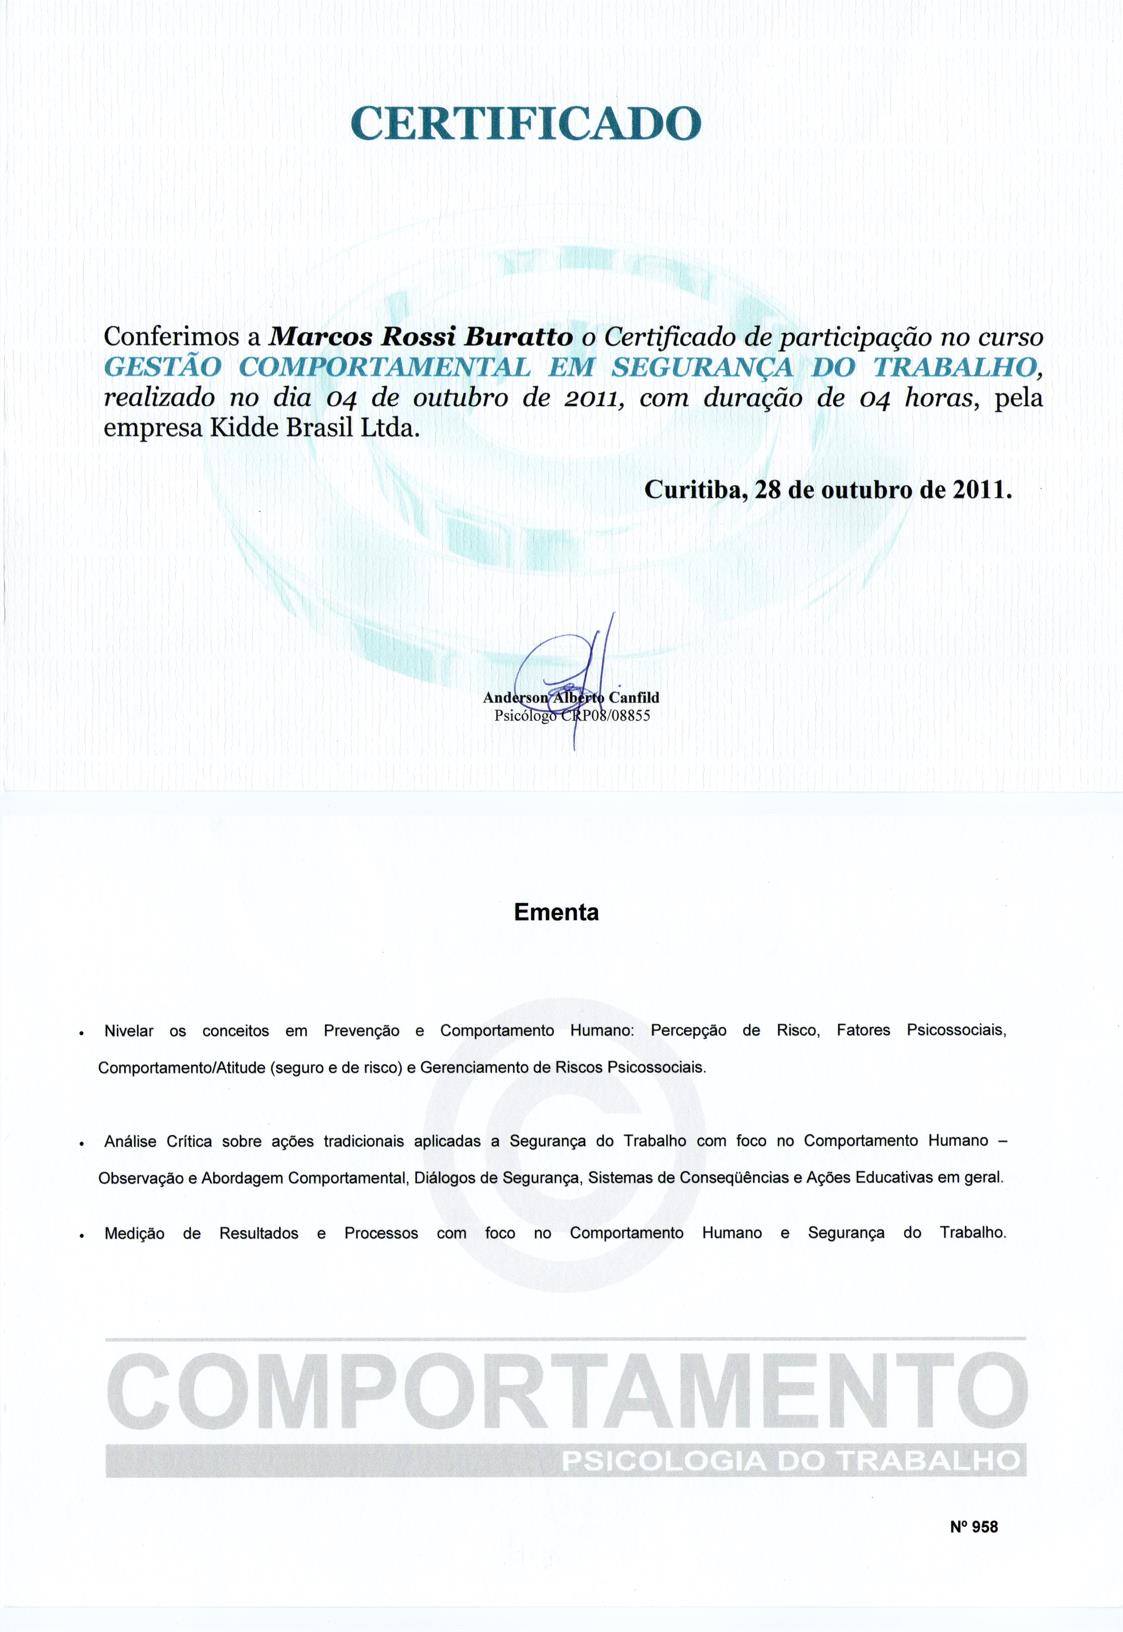 CERTIFICADO
Conferimos a Marcos Rossi Buratto o Certificado de participação no curso
GESTÃO COMPORTAMENTAL EM SEGURANÇA DO TRABALHO,
realizado no dia 04 de outubro de 2011, com duração de 04 horas, pela
empresa Kidde Brasil Ltda.
Curitiba, 28 de outubro de 2011.
Anderson Alberto Canfild
Psicólogo CRP08/08855
Ementa
• Nivelar os conceitos em Prevenção e Comportamento Humano: Percepção de Risco, Fatores Psicossociais,
Comportamento/Atitude (seguro e de risco) e Gerenciamento de Riscos Psicossociais.
• Análise Crítica sobre ações tradicionais aplicadas a Segurança do Trabalho com foco no Comportamento Humano –
Observação e Abordagem Comportamental, Diálogos de Segurança, Sistemas de Conseqüências e Ações Educativas em geral.
• Medição de Resultados e Processos com foco no Comportamento Humano e Segurança do Trabalho.
COMPORTAMENTO
PSICOLOGIA DO TRABALHO
Nº 958